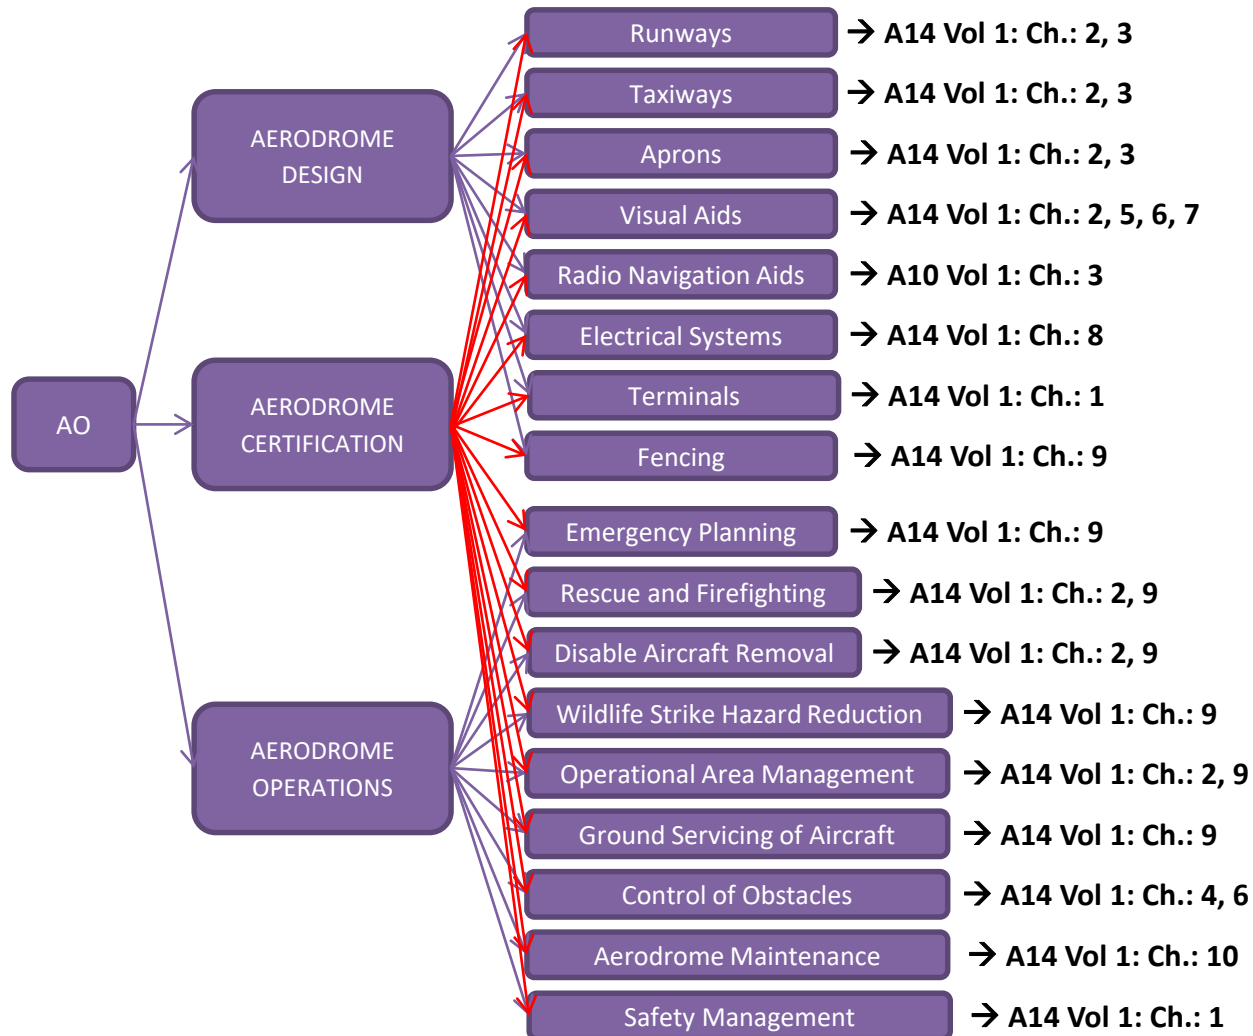 Runways → A14 Vol 1: Ch.: 2, 3
Taxiways → A14 Vol 1: Ch.: 2, 3
AERODROME
DESIGN
Aprons → A14 Vol 1: Ch.: 2, 3
Visual Aids → A14 Vol 1: Ch.: 2, 5, 6, 7
Radio Navigation Aids → A10 Vol 1: Ch.: 3
Electrical Systems → A14 Vol 1: Ch.: 8
AO
AERODROME
CERTIFICATION
Terminals → A14 Vol 1: Ch.: 1
Fencing → A14 Vol 1: Ch.: 9
Emergency Planning → A14 Vol 1: Ch.: 9
Rescue and Firefighting → A14 Vol 1: Ch.: 2, 9
Disable Aircraft Removal → A14 Vol 1: Ch.: 2, 9
Wildlife Strike Hazard Reduction → A14 Vol 1: Ch.: 9
AERODROME
OPERATIONS
Operational Area Management → A14 Vol 1: Ch.: 2, 9
Ground Servicing of Aircraft → A14 Vol 1: Ch.: 9
Control of Obstacles → A14 Vol 1: Ch.: 4, 6
Aerodrome Maintenance → A14 Vol 1: Ch.: 10
Safety Management → A14 Vol 1: Ch.: 1